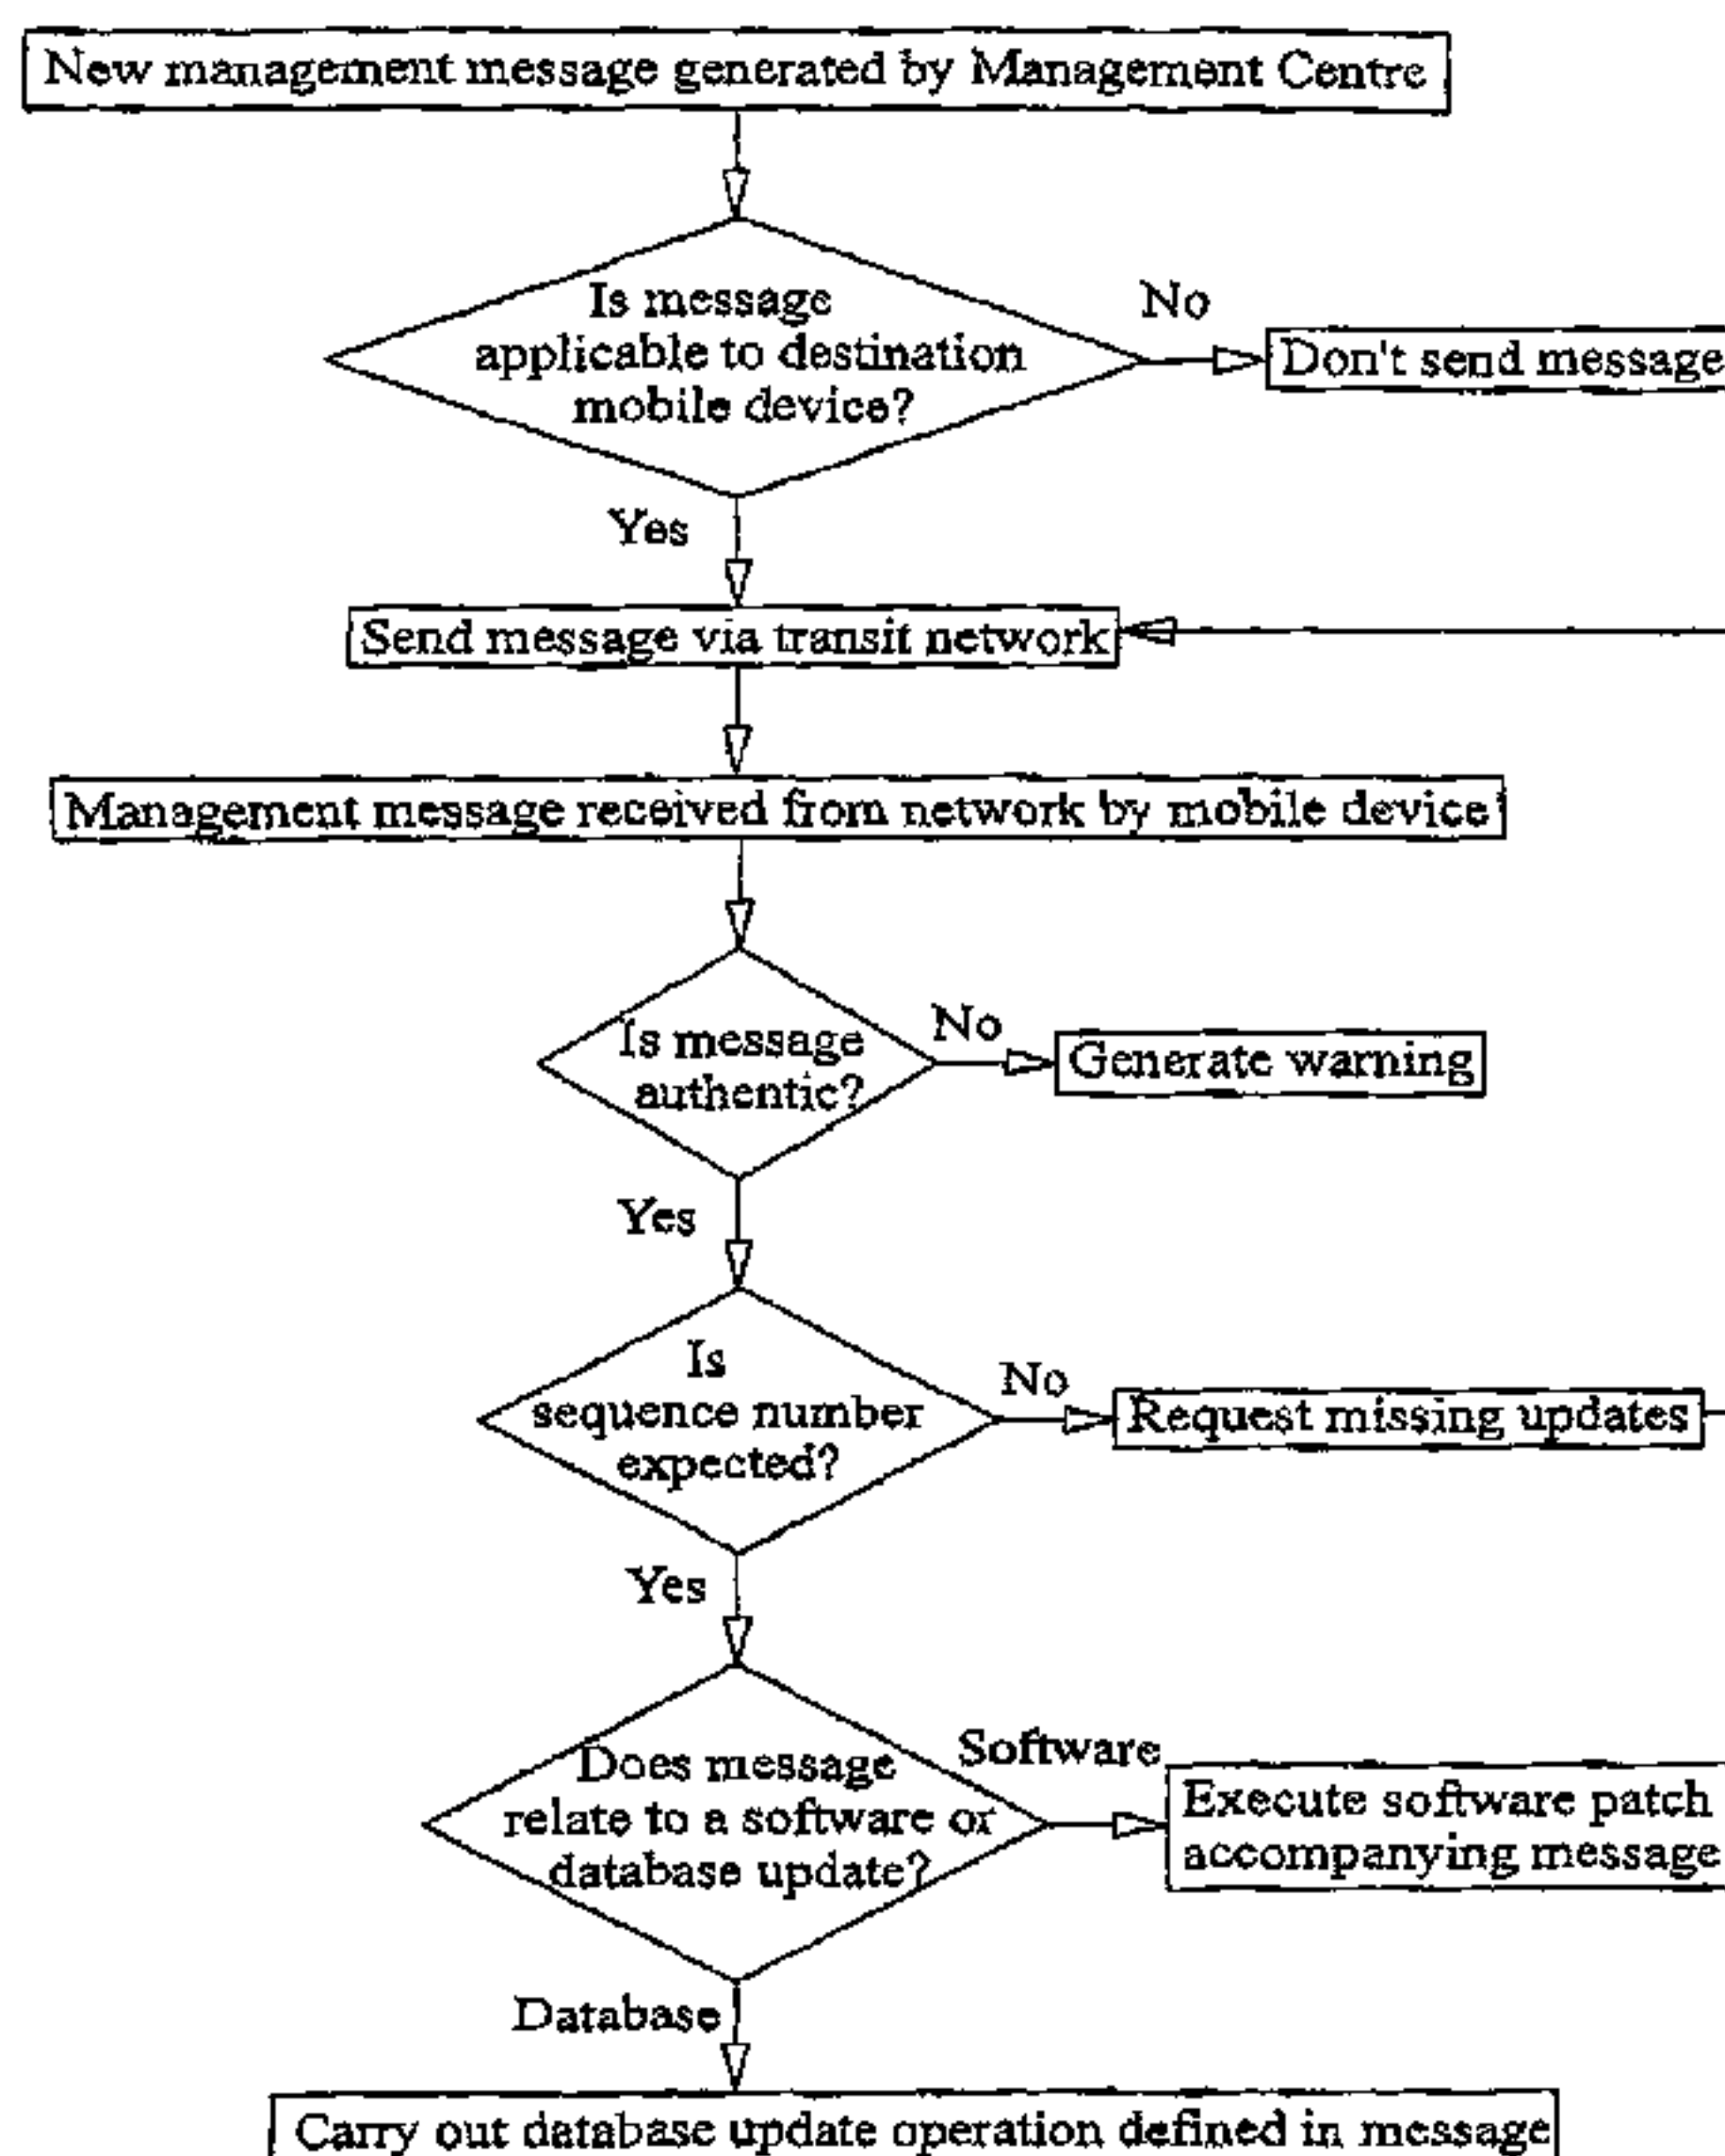 New management message generated by Management Centre
Is message
applicable to destination
mobile device?
No
Don't send message
Yes
Send message via transit network
Management message received from network by mobile device
Is message
authentic?
No
Generate warning
Yes
Is
sequence number
expected?
No
Request missing updates
Yes
Does message
relate to a software or
database update?
Software
Execute software patch
accompanying message
Database
Carry out database update operation defined in message